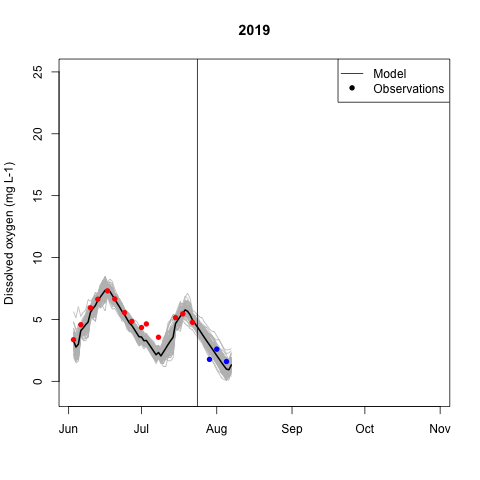 2019
Model
Observations
Dissolved oxygen (mg L-1)
25
20
15
10
5
0
Jun Jul Aug Sep Oct Nov